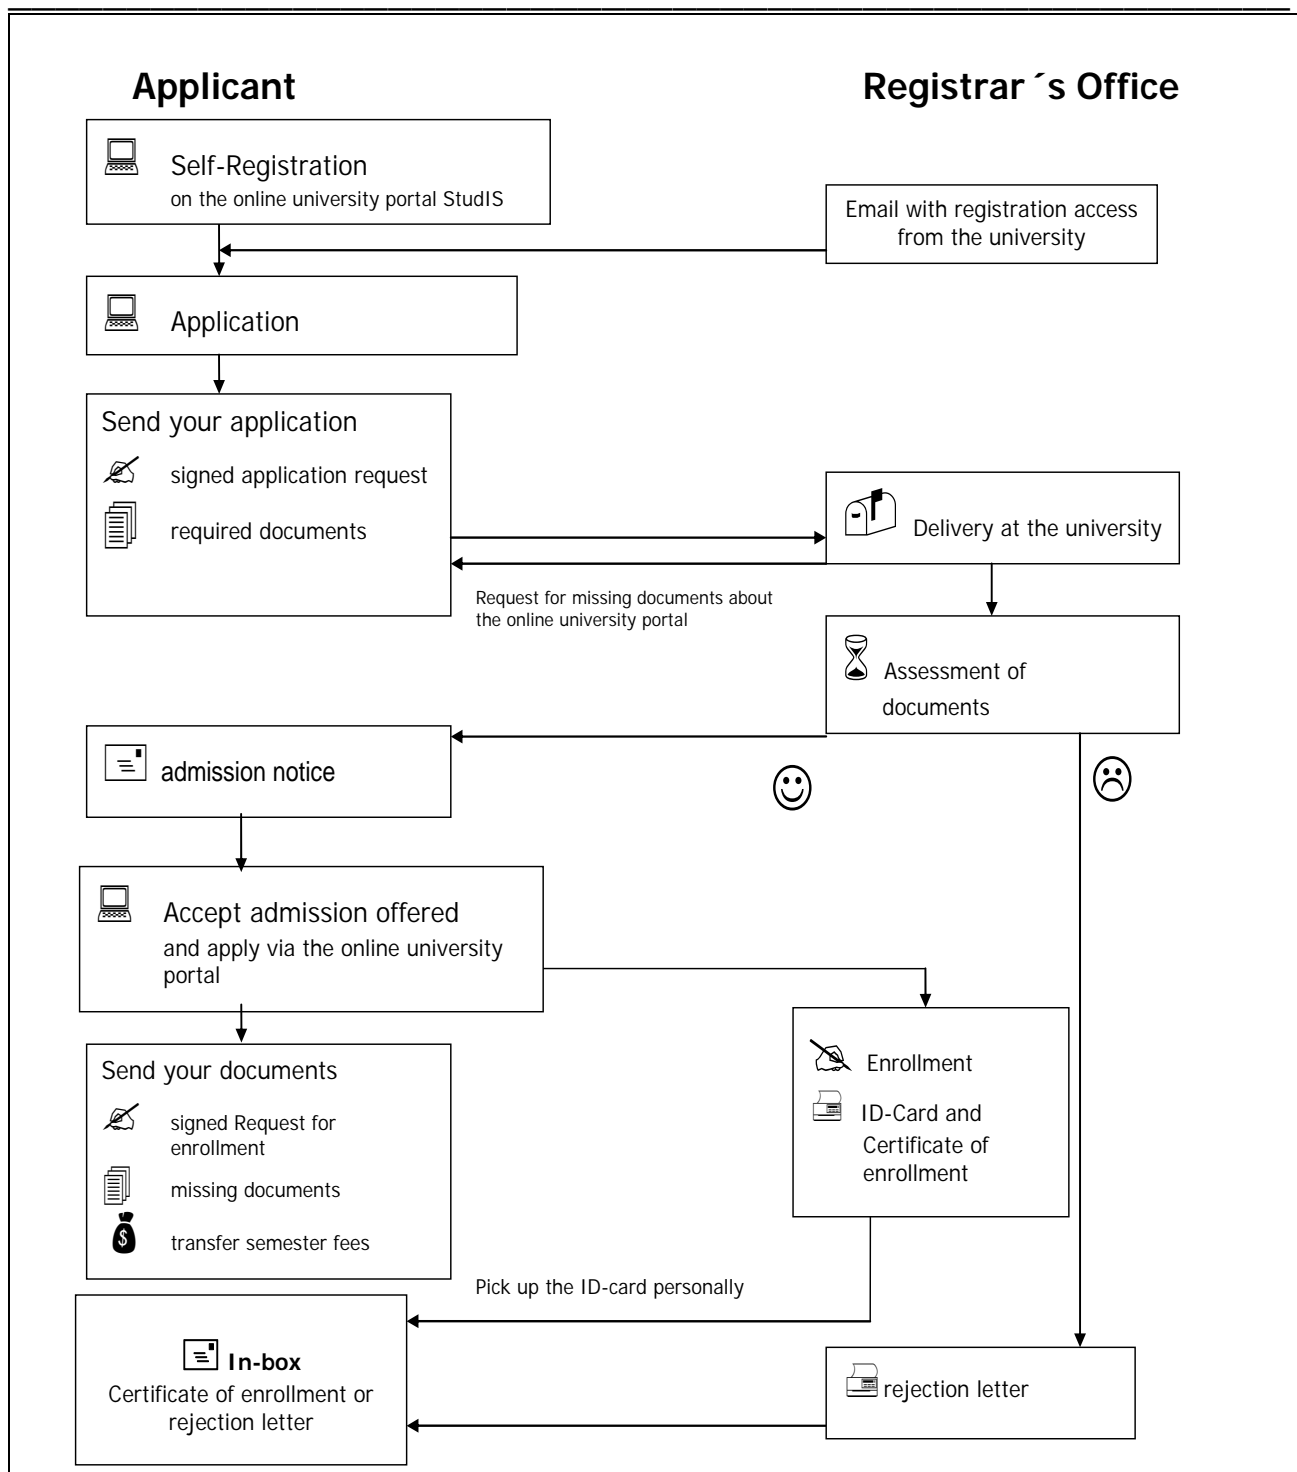 Applicant
Registrar ´s Office
Self-Registration
on the online university portal StudIS
Email with registration access
from the university
Application
Send your application
signed application request
required documents
Delivery at the university
Request for missing documents about
the online university portal
Assessment of
documents
admission notice
Accept admission offered
and apply via the online university
portal
Send your documents
signed Request for
enrollment
missing documents
$
transfer semester fees
Enrollment
ID-Card and
Certificate of
enrollment
Pick up the ID-card personally
In-box
Certificate of enrollment or
rejection letter
rejection letter